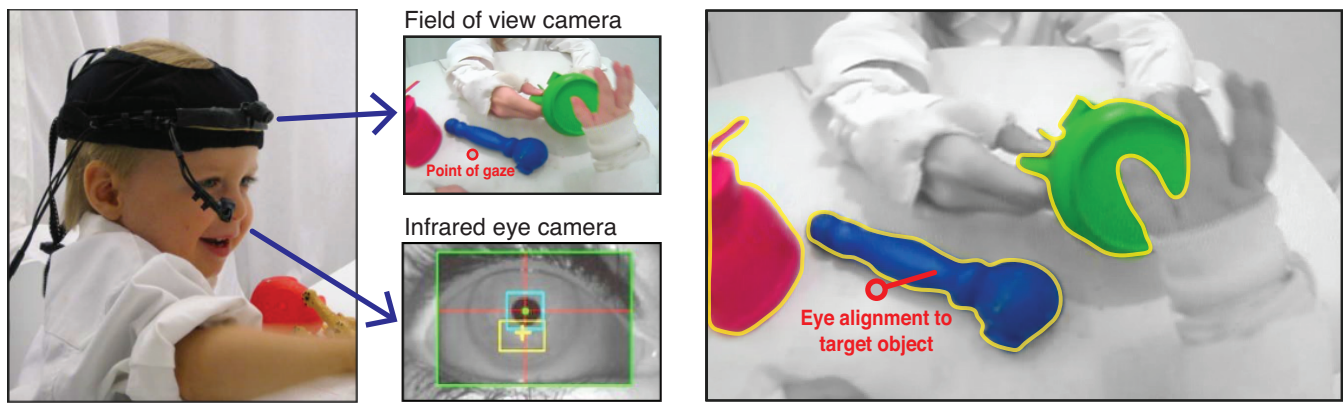 Field of view camera
Point of gaze
Infrared eye camera
Eye alignment to
target object